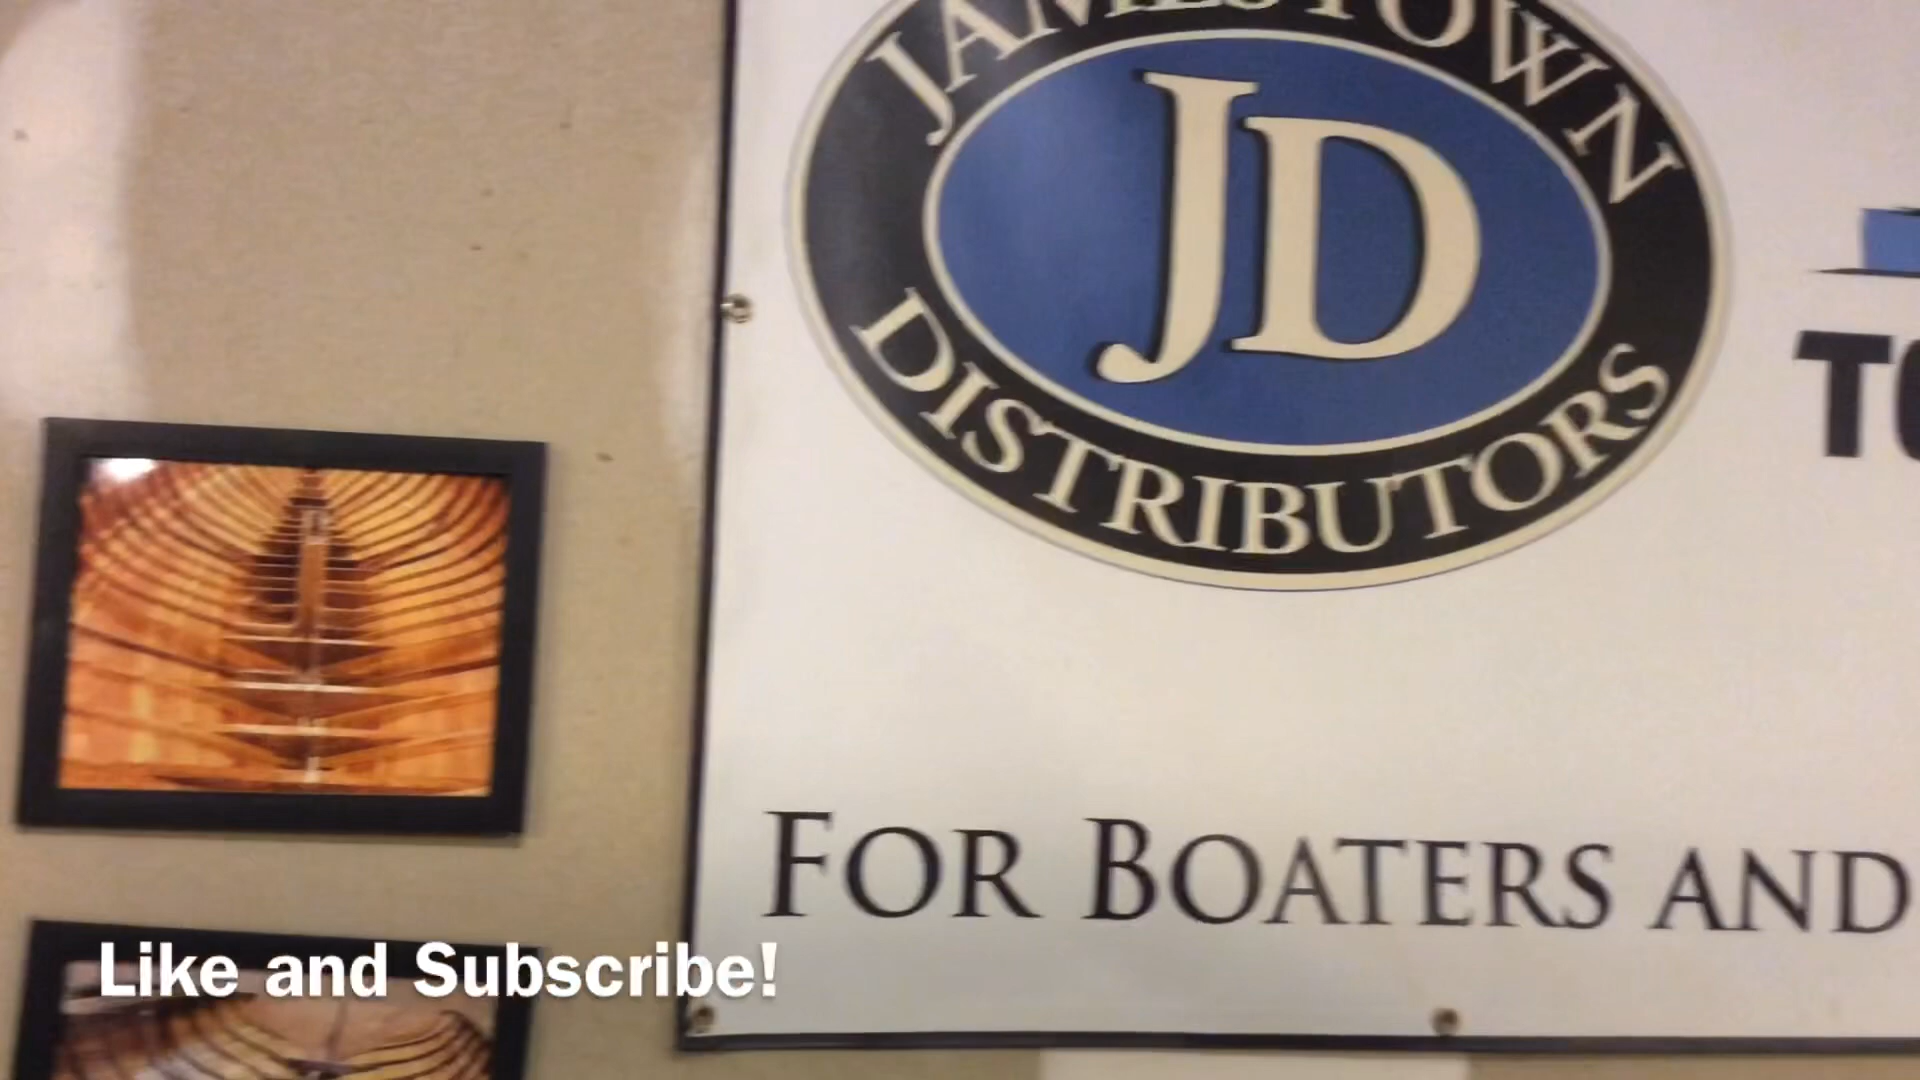 JAMESTOWN
JD
DISTRIBUTORS
FOR BOATERS AND
Like and Subscribe!